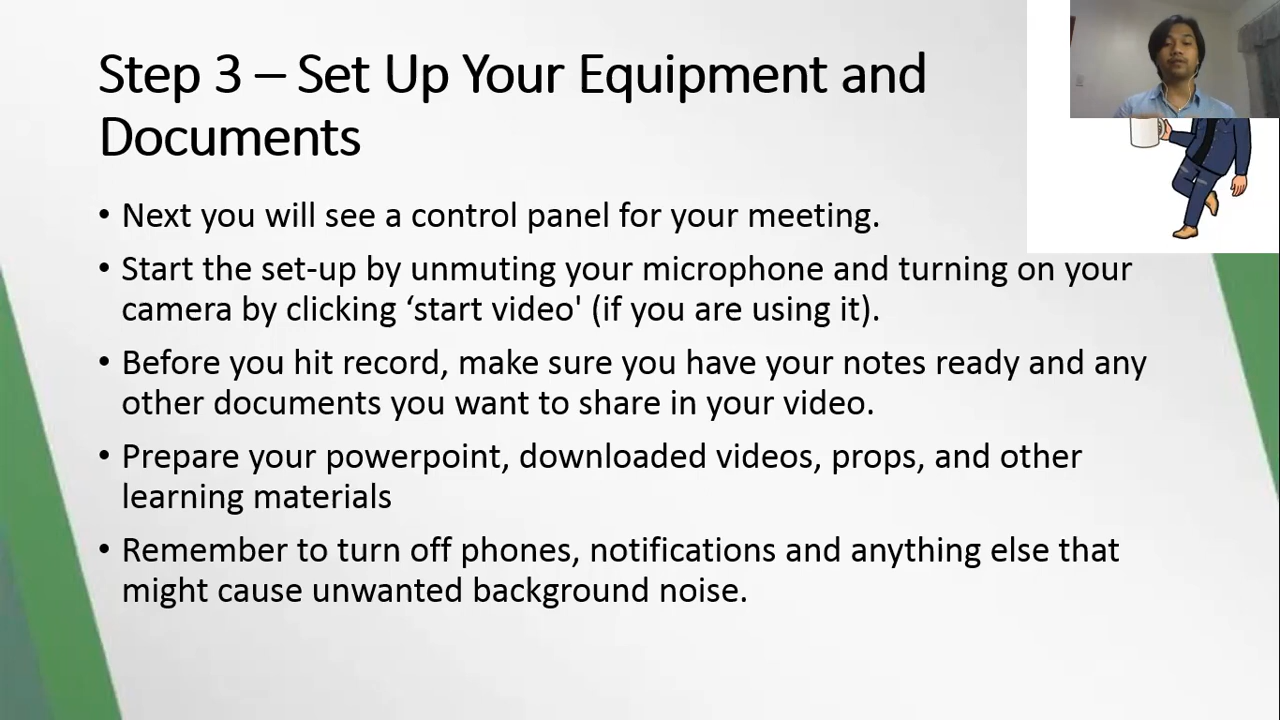 Step 3 – Set Up Your Equipment and
Documents
• Next you will see a control panel for your meeting.
• Start the set-up by unmuting your microphone and turning on your
camera by clicking ‘start video' (if you are using it).
• Before you hit record, make sure you have your notes ready and any
other documents you want to share in your video.
• Prepare your powerpoint, downloaded videos, props, and other
learning materials
• Remember to turn off phones, notifications and anything else that
might cause unwanted background noise.